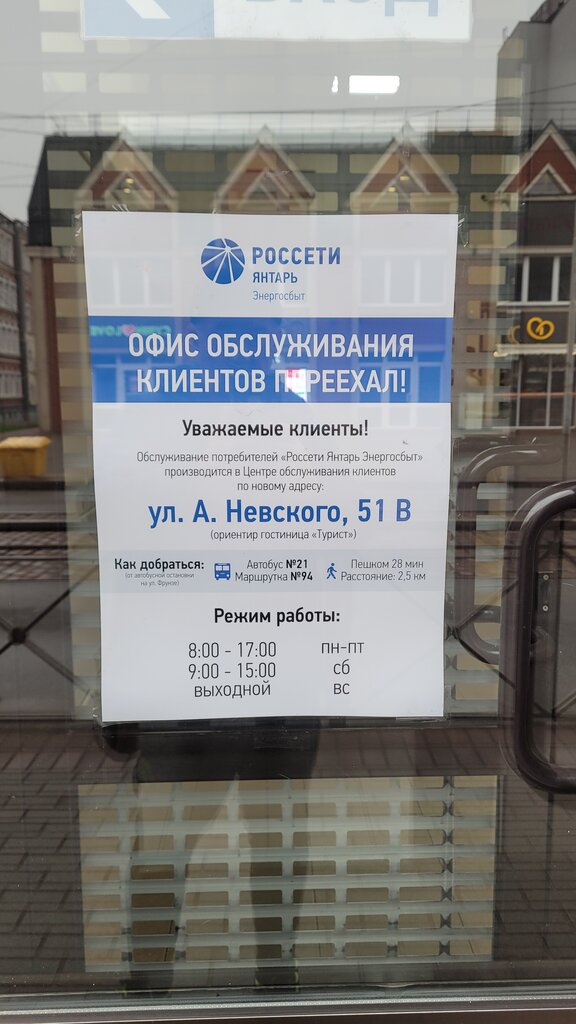 РОССЕТИ
ЯНТАРЬ
Энергосбыт
ОФИС ОБСЛУЖИВАНИЯ
КЛИЕНТОВ ПЕРЕЕХАЛ!
Уважаемые клиенты!
Обслуживание потребителей «Россети Янтарь Энергосбыт»
производится в Центре обслуживания клиентов
по новому адресу:
ул. А. Невского, 51 В
(ориентир гостиница «Турист»)
Как добраться:
(от автобусной остановки
на ул. Фрунзе)
Автобус №21
Маршрутка №94
Пешком 28 мин
Расстояние: 2,5 км
Режим работы:
8:00 - 17:00 пн-пт
9:00 - 15:00 сб
выходной вс